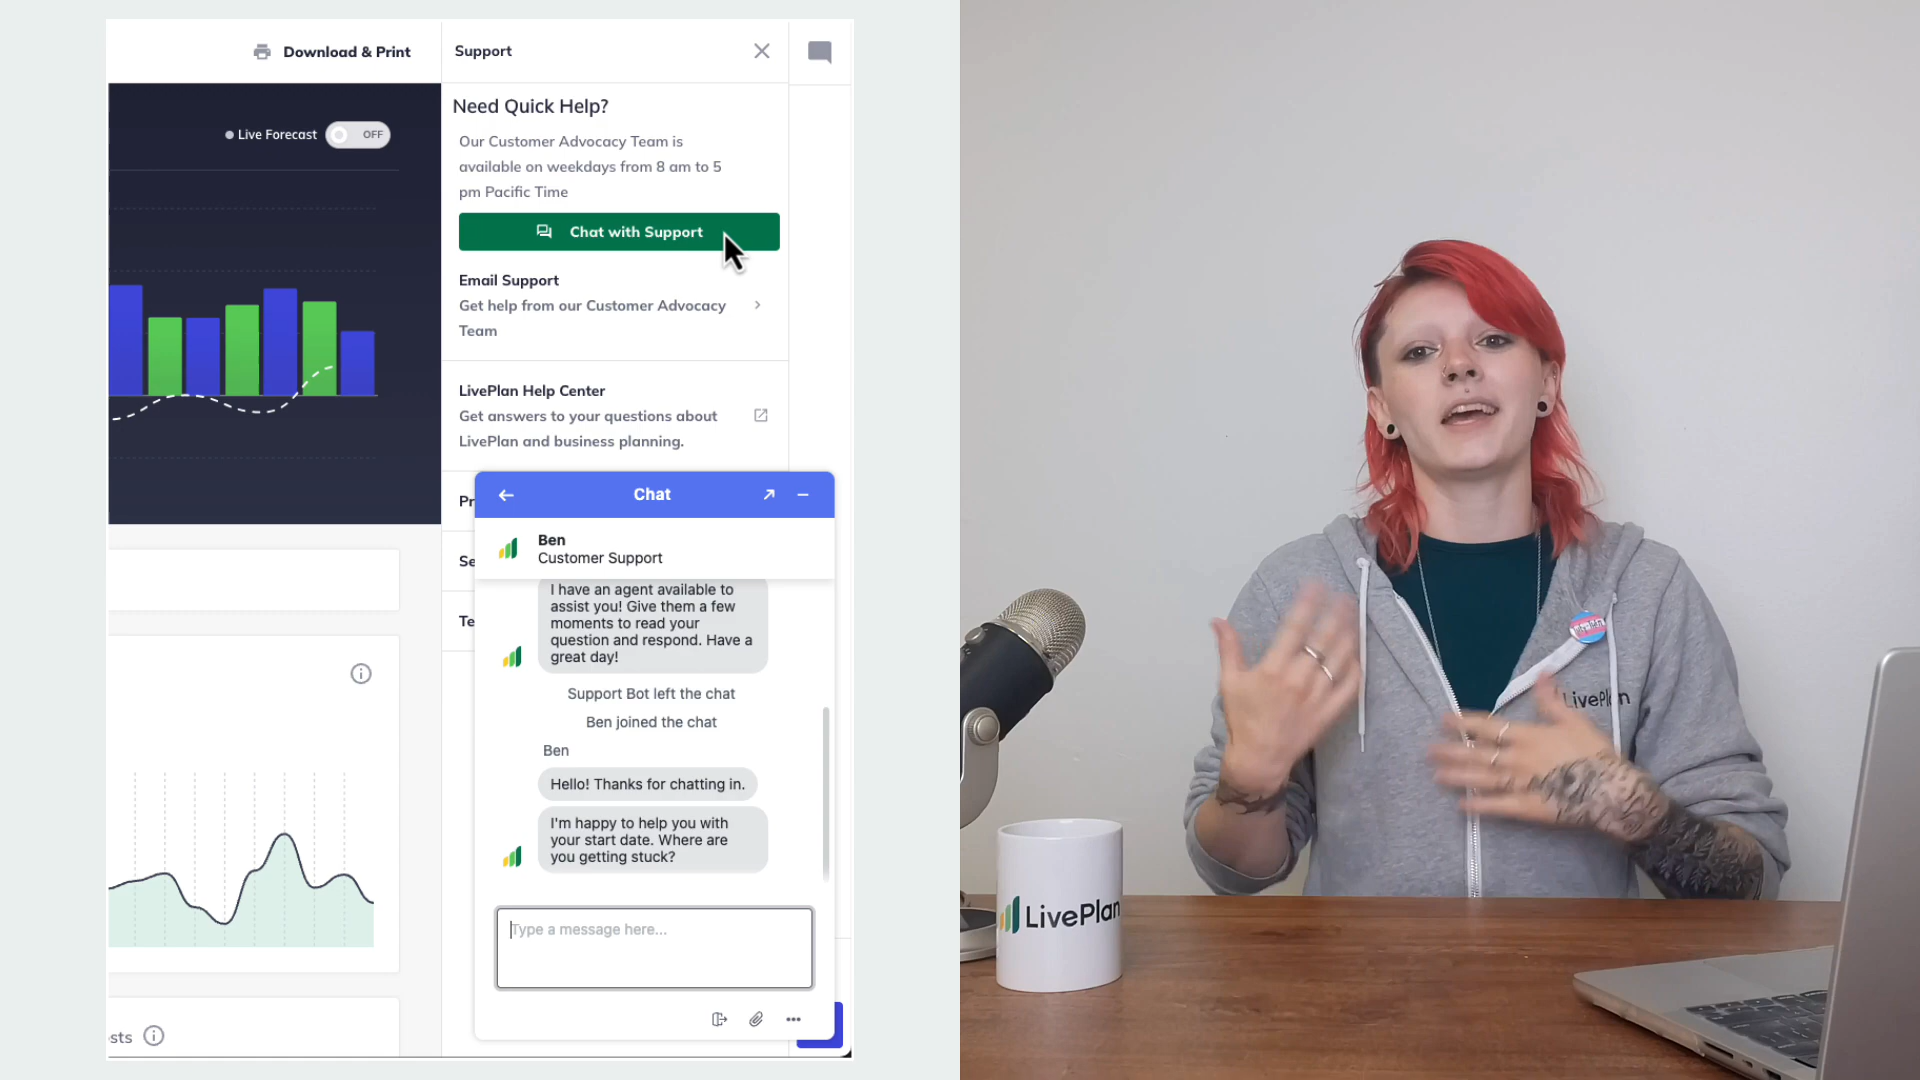 Download & Print
Live Forecast
OFF
Support
Need Quick Help?
Our Customer Advocacy Team is
available on weekdays from 8 am to 5
pm Pacific Time
Chat with Support
Email Support
Get help from our Customer Advocacy
Team
LivePlan Help Center
Get answers to your questions about
LivePlan and business planning.
Pr
Se
Te
Chat
Ben
Customer Support
I have an agent available to
assist you! Give them a few
moments to read your
question and respond. Have a
great day!
Support Bot left the chat
Ben joined the chat
Ben
Hello! Thanks for chatting in.
I'm happy to help you with
your start date. Where are
you getting stuck?
Type a message here...
sts
LivePlan
LivePlan